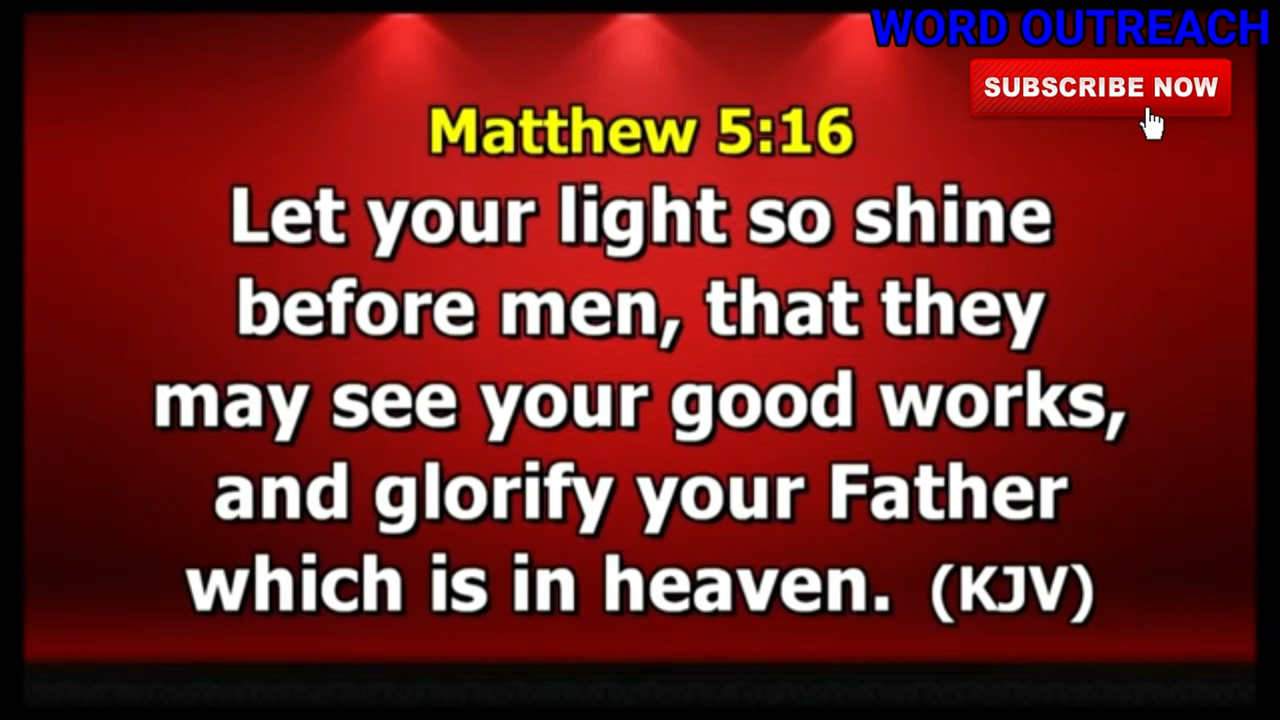 WORD OUTREACH
SUBSCRIBE NOW
Matthew 5:16
Let your light so shine
before men, that they
may see your good works,
and glorify your Father
which is in heaven. (KJV)